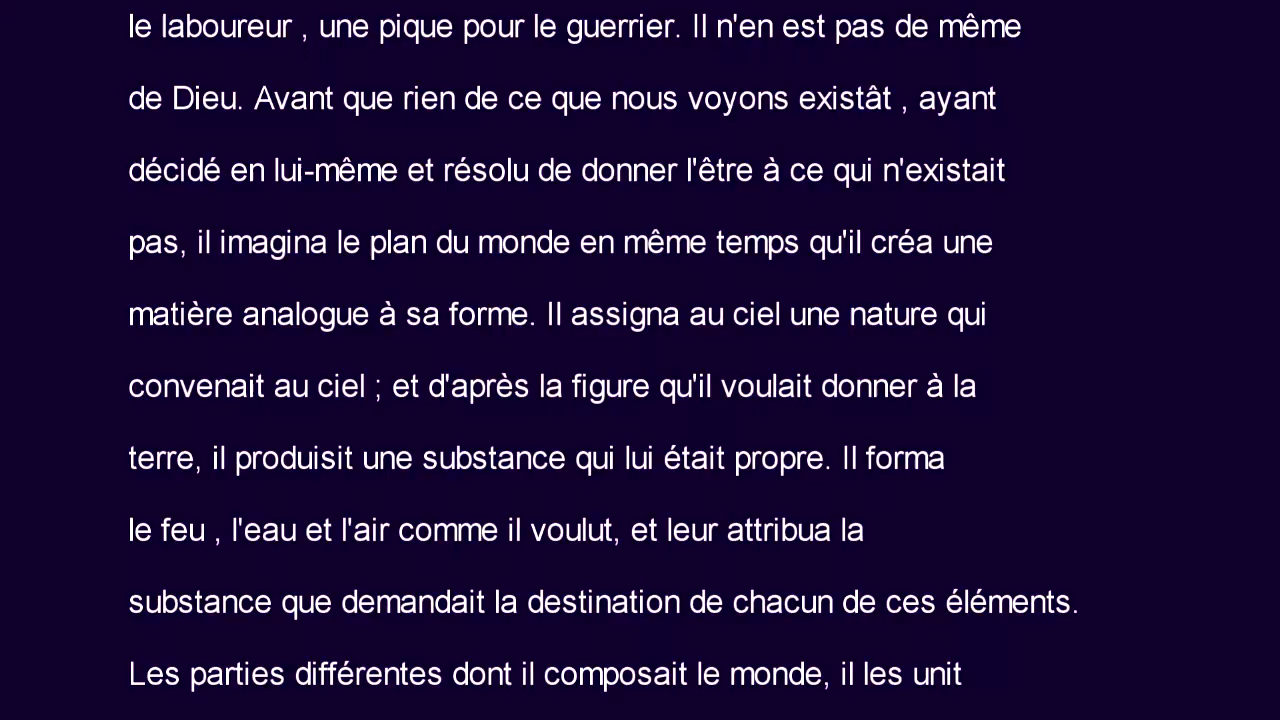 le laboureur , une pique pour le guerrier. Il n'en est pas de même
de Dieu. Avant que rien de ce que nous voyons existât , ayant
décidé en lui-même et résolu de donner l'être à ce qui n'existait
pas, il imagina le plan du monde en même temps qu'il créa une
matière analogue à sa forme. Il assigna au ciel une nature qui
convenait au ciel ; et d'après la figure qu'il voulait donner à la
terre, il produisit une substance qui lui était propre. Il forma
le feu , l'eau et l'air comme il voulut, et leur attribua la
substance que demandait la destination de chacun de ces éléments.
Les parties différentes dont il composait le monde, il les unit